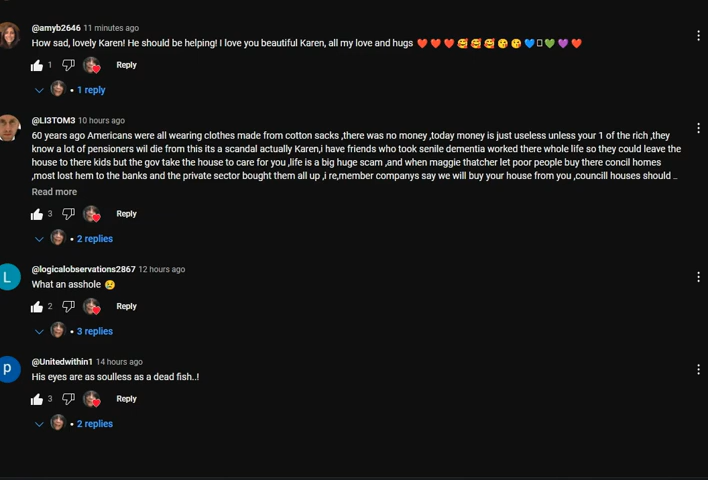 @amyb2646 11 minutes ago
How sad, lovely Karen! He should be helping! I love you beautiful Karen, all my love and hugs ❤️❤️❤️🥰🥰🥰😘😘💙▯💚💜❤️
1 Reply
1 reply
@LI3TOM3 10 hours ago
60 years ago Americans were all wearing clothes made from cotton sacks ,there was no money ,today money is just useless unless your 1 of the rich ,they
know a lot of pensioners wil die from this its a scandal actually Karen,i have friends who took senile dementia worked there whole life so they could leave the
house to there kids but the gov take the house to care for you ,life is a big huge scam ,and when maggie thatcher let poor people buy there concil homes
,most lost hem to the banks and the private sector bought them all up ,i re,member companys say we will buy your house from you ,councill houses should ...
Read more
3 Reply
2 replies
L
@logicalobservations2867 12 hours ago
What an asshole 😢
2 Reply
3 replies
p
@Unitedwithin1 14 hours ago
His eyes are as soulless as a dead fish..!
3 Reply
2 replies